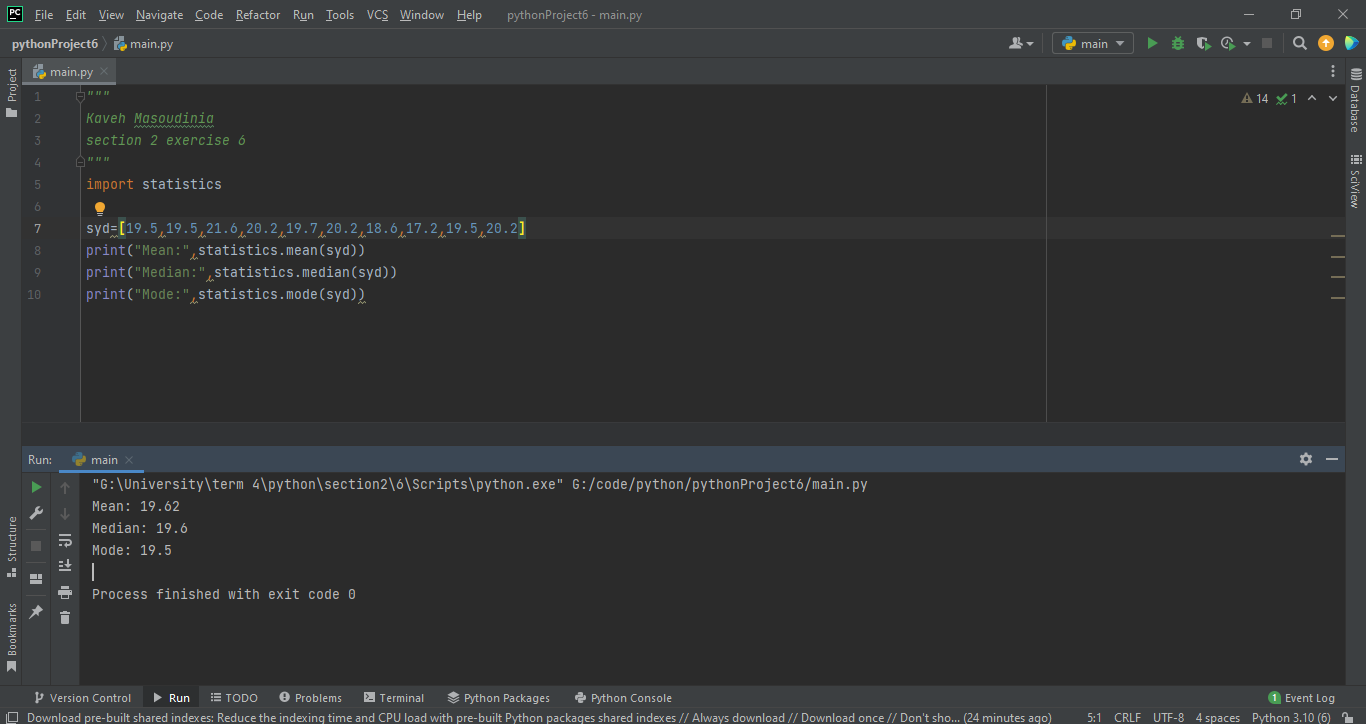 PC File Edit View Navigate Code Refactor Run Tools VCS Window Help pythonProject6 - main.py
pythonProject6 main.py main
Project main.py
1 """ 14 1
2 Kaveh Masoudinia
3 section 2 exercise 6
4 """
5 import statistics
6
7 syd=[19.5,19.5,21.6,20.2,19.7,20.2,18.6,17.2,19.5,20.2]
8 print("Mean:",statistics.mean(syd))
9 print("Median:",statistics.median(syd))
10 print("Mode:",statistics.mode(syd))
Database
SciView
Run: main
"G:\University\term 4\python\section2\6\Scripts\python.exe" G:/code/python/pythonProject6/main.py
Mean: 19.62
Median: 19.6
Mode: 19.5
Process finished with exit code 0
Structure
Bookmarks
Version Control Run TODO Problems Terminal Python Packages Python Console 1 Event Log
Download pre-built shared indexes: Reduce the indexing time and CPU load with pre-built Python packages shared indexes // Always download // Download once // Don't sho... (24 minutes ago) 5:1 CRLF UTF-8 4 spaces Python 3.10 (6)